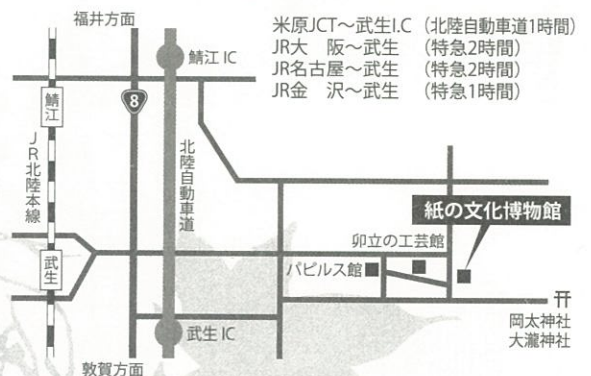 福井方面
米原JCT～武生I.C（北陸自動車道1時間）
JR大　阪～武生　（特急2時間）
JR名古屋～武生　（特急2時間）
JR金　沢～武生　（特急1時間）
鯖江 IC
鯖江
8
JR北陸本線
北陸自動車道
紙の文化博物館
卯立の工芸館
パピルス館
武生
岡太神社
大瀧神社
武生 IC
敦賀方面